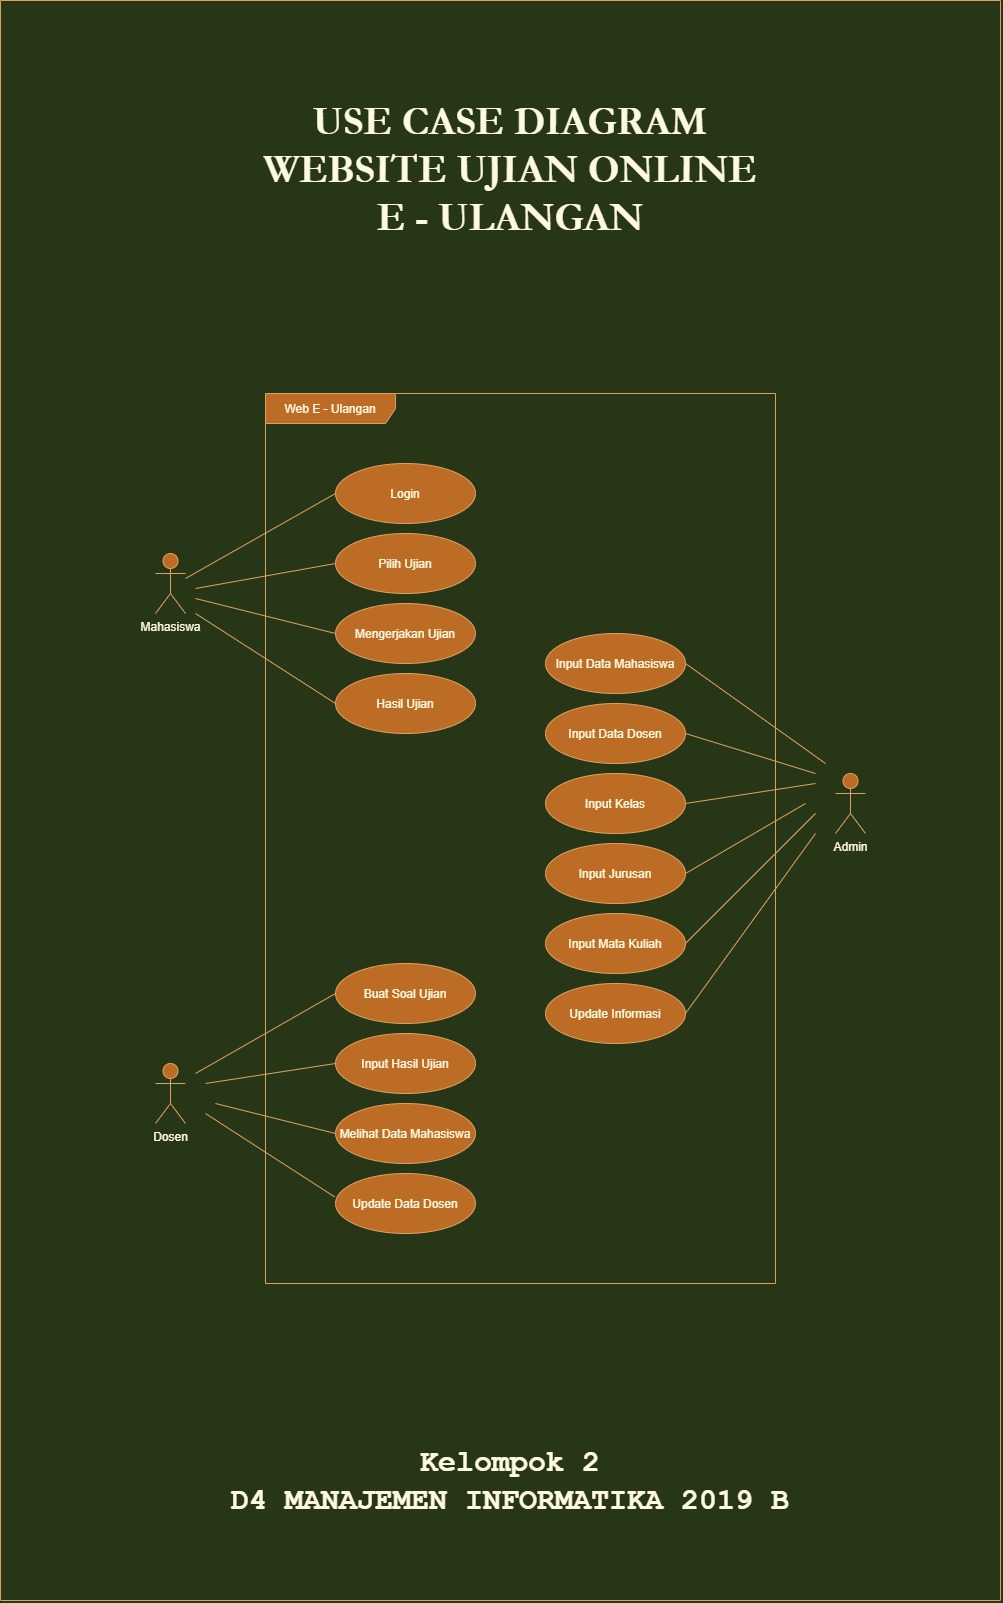 USE CASE DIAGRAM
WEBSITE UJIAN ONLINE
E - ULANGAN
Web E - Ulangan
Login
Pilih Ujian
Mengerjakan Ujian
Hasil Ujian
Mahasiswa
Input Data Mahasiswa
Input Data Dosen
Input Kelas
Input Jurusan
Input Mata Kuliah
Update Informasi
Admin
Buat Soal Ujian
Input Hasil Ujian
Melihat Data Mahasiswa
Update Data Dosen
Dosen
Kelompok 2
D4 MANAJEMEN INFORMATIKA 2019 B